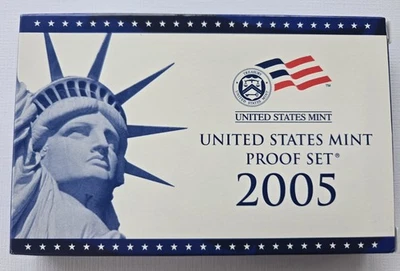 UNITED STATES MINT
UNITED STATES MINT
PROOF SET®
2005